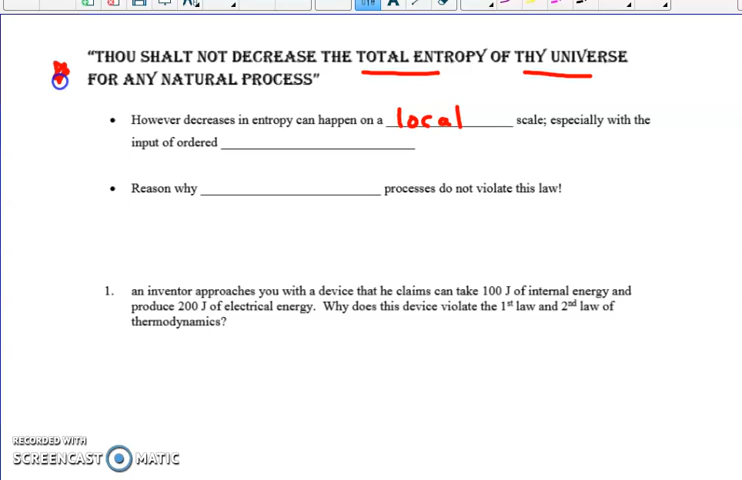 "THOU SHALT NOT DECREASE THE TOTAL ENTROPY OF THY UNIVERSE
FOR ANY NATURAL PROCESS"
• However decreases in entropy can happen on a local scale; especially with the
input of ordered ____________________
• Reason why ____________________ processes do not violate this law!
1. an inventor approaches you with a device that he claims can take 100 J of internal energy and
produce 200 J of electrical energy. Why does this device violate the 1st law and 2nd law of
thermodynamics?
RECORDED WITH
SCREENCAST MATIC